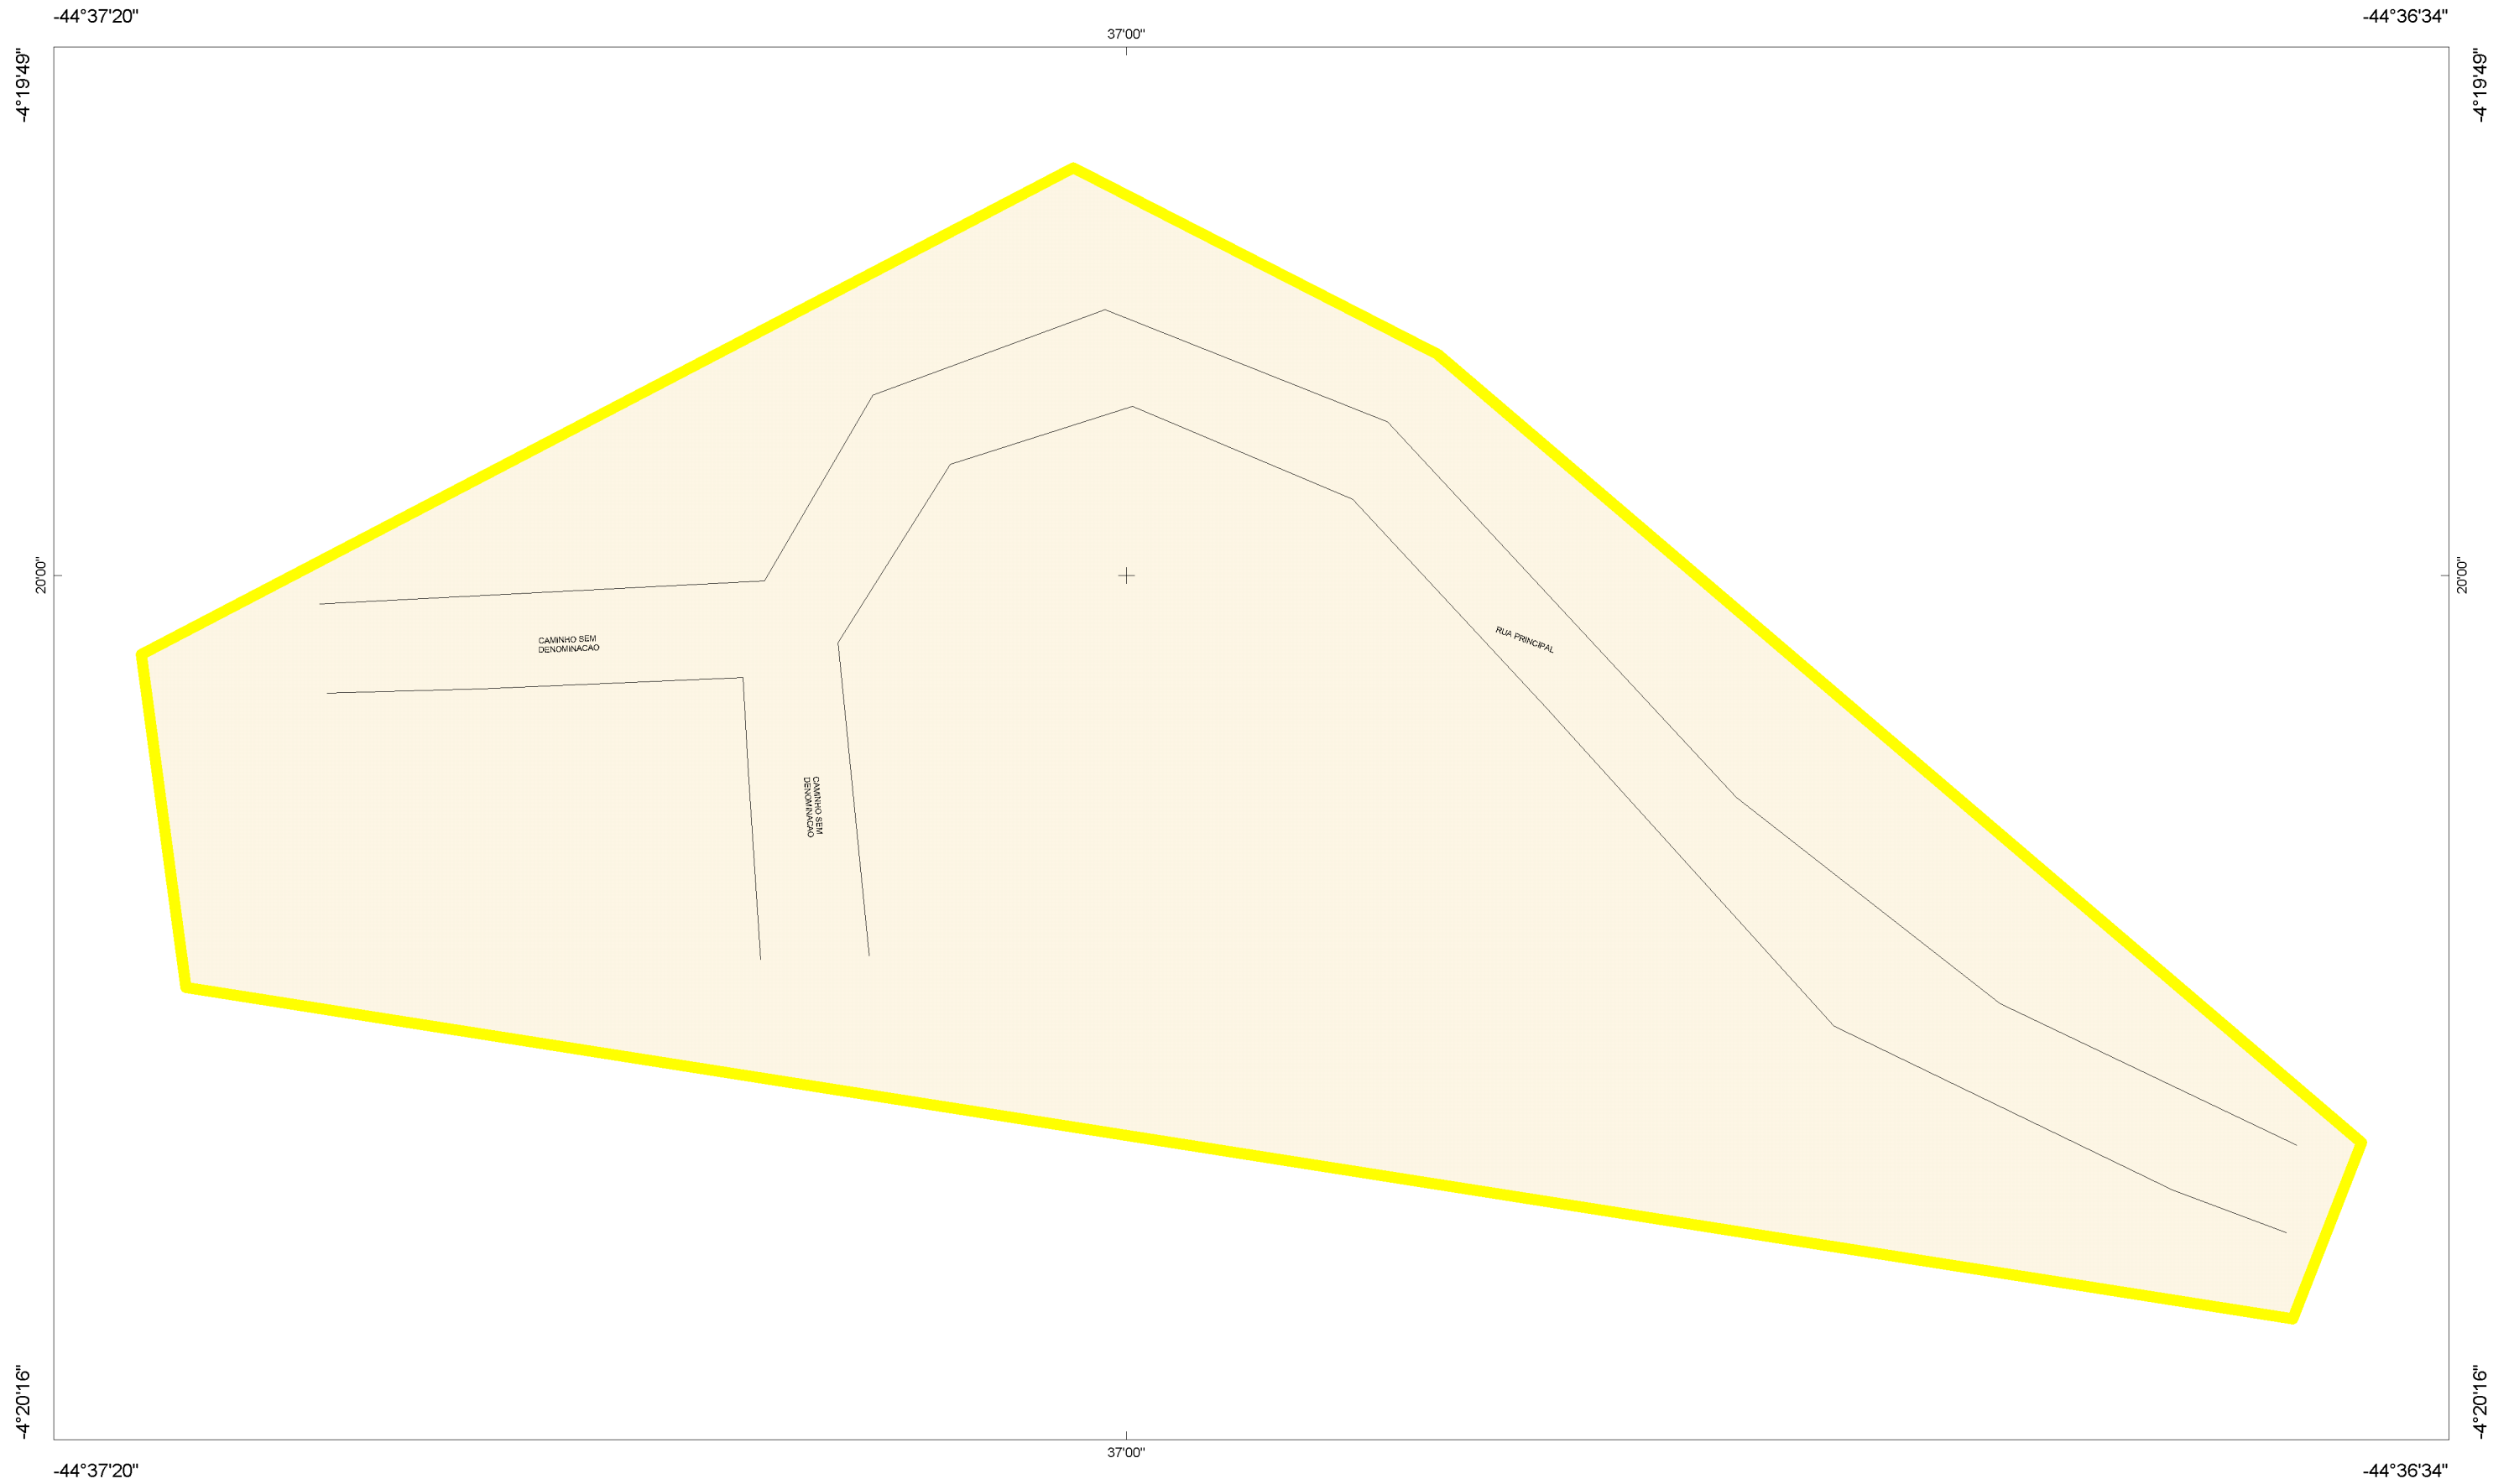 -44°37'20"
-44°36'34"
37'00"
-4°19'49"
-4°19'49"
20'00"
20'00"
CAMINHO SEM
DENOMINACAO
RUA PRINCIPAL
CAMINHO SEM
DENOMINACAO
-4°20'16"
-4°20'16"
37'00"
-44°37'20"
-44°36'34"